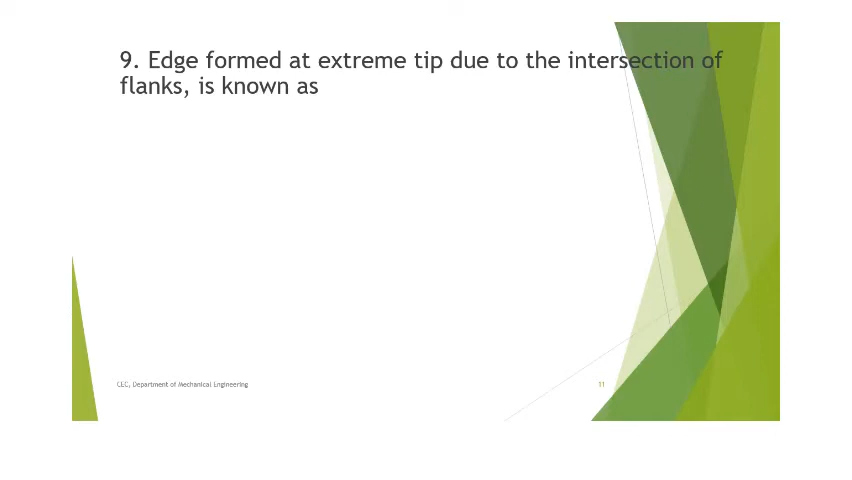 9. Edge formed at extreme tip due to the intersection of
flanks, is known as
CEC, Department of Mechanical Engineering
11